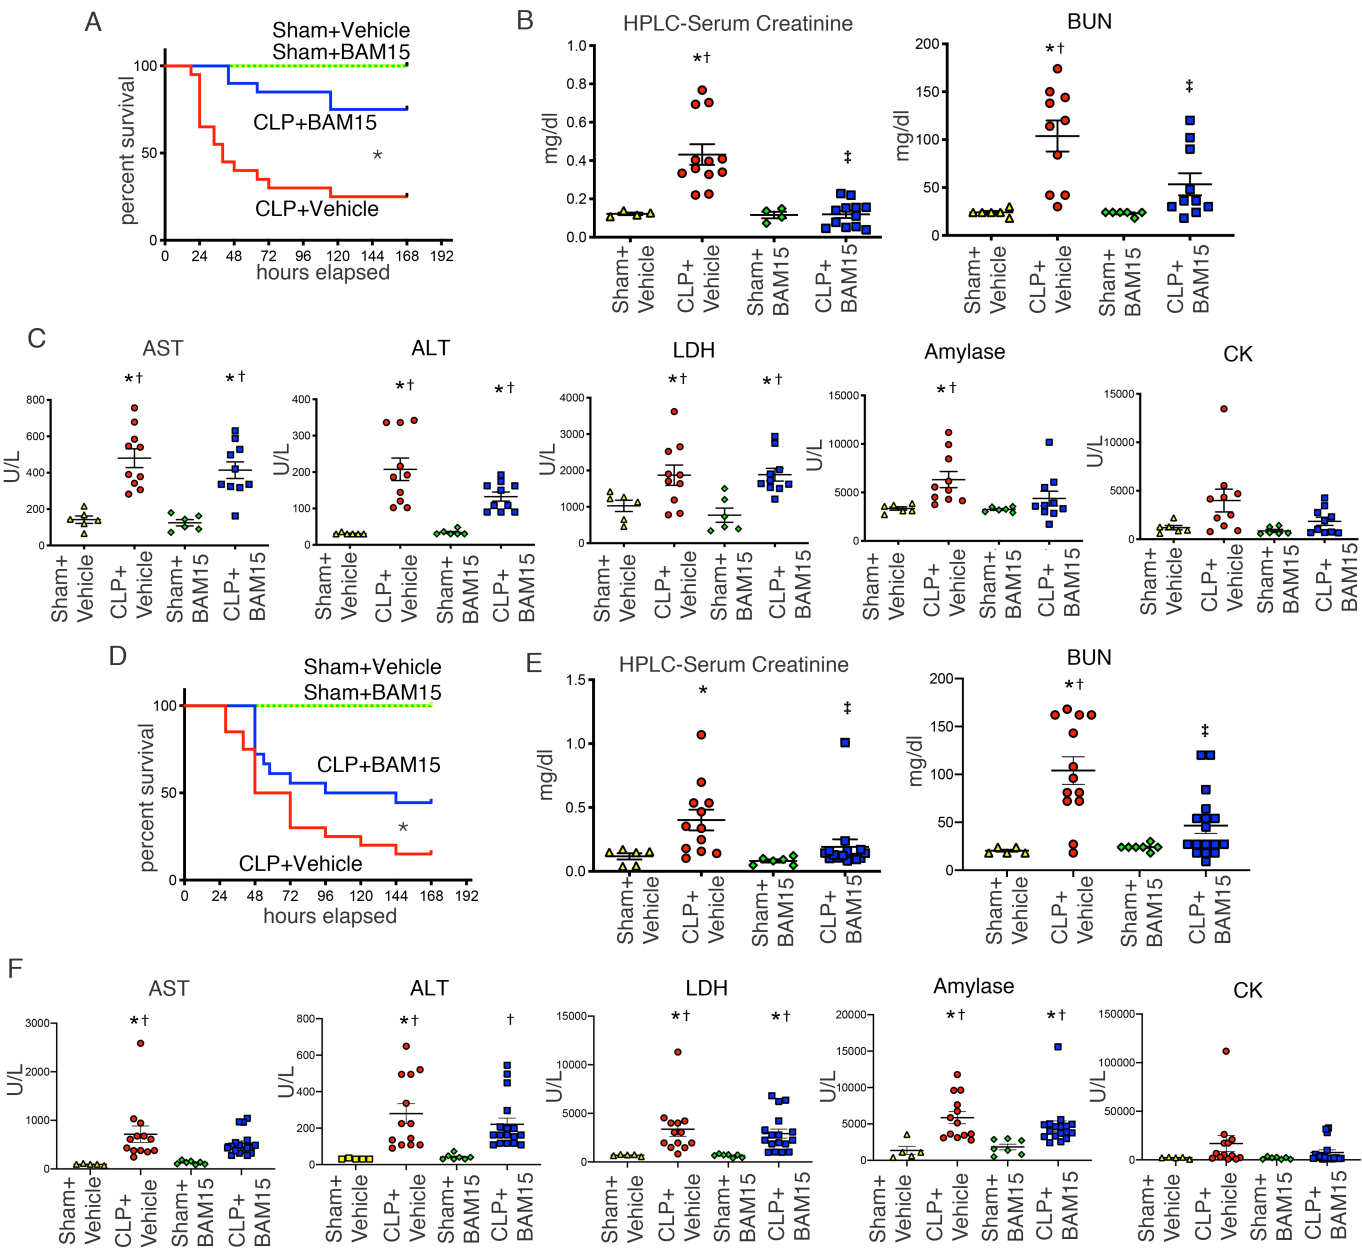 A
Sham+Vehicle
Sham+BAM15
100
50
0
percent survival
CLP+BAM15
*
CLP+Vehicle
0 24 48 72 96 120 144 168 192
hours elapsed
B
HPLC-Serum Creatinine
1.0
0.8
0.6
0.4
0.2
0.0
mg/dl
*†
‡
Sham+ Vehicle
CLP+ Vehicle
Sham+ BAM15
CLP+ BAM15
BUN
200
150
100
50
0
mg/dl
*†
‡
Sham+ Vehicle
CLP+ Vehicle
Sham+ BAM15
CLP+ BAM15
C
AST
800
600
400
200
0
U/L
*†
*†
Sham+ Vehicle
CLP+ Vehicle
Sham+ BAM15
CLP+ BAM15
ALT
400
300
200
100
0
U/L
*†
*†
Sham+ Vehicle
CLP+ Vehicle
Sham+ BAM15
CLP+ BAM15
LDH
4000
3000
2000
1000
0
U/L
*†
*†
Sham+ Vehicle
CLP+ Vehicle
Sham+ BAM15
CLP+ BAM15
Amylase
15000
10000
5000
0
U/L
*†
Sham+ Vehicle
CLP+ Vehicle
Sham+ BAM15
CLP+ BAM15
CK
15000
10000
5000
0
U/L
Sham+ Vehicle
CLP+ Vehicle
Sham+ BAM15
CLP+ BAM15
D
Sham+Vehicle
Sham+BAM15
100
50
0
percent survival
CLP+BAM15
*
CLP+Vehicle
0 24 48 72 96 120 144 168 192
hours elapsed
E
HPLC-Serum Creatinine
1.5
1.0
0.5
0.0
mg/dl
*
‡
Sham+ Vehicle
CLP+ Vehicle
Sham+ BAM15
CLP+ BAM15
BUN
200
150
100
50
0
mg/dl
*†
‡
Sham+ Vehicle
CLP+ Vehicle
Sham+ BAM15
CLP+ BAM15
F
AST
3000
2000
1000
0
U/L
*†
Sham+ Vehicle
CLP+ Vehicle
Sham+ BAM15
CLP+ BAM15
ALT
800
600
400
200
0
U/L
*†
†
Sham+ Vehicle
CLP+ Vehicle
Sham+ BAM15
CLP+ BAM15
LDH
15000
10000
5000
0
U/L
*†
*†
Sham+ Vehicle
CLP+ Vehicle
Sham+ BAM15
CLP+ BAM15
Amylase
20000
15000
10000
5000
0
U/L
*†
*†
Sham+ Vehicle
CLP+ Vehicle
Sham+ BAM15
CLP+ BAM15
CK
150000
100000
50000
0
U/L
Sham+ Vehicle
CLP+ Vehicle
Sham+ BAM15
CLP+ BAM15